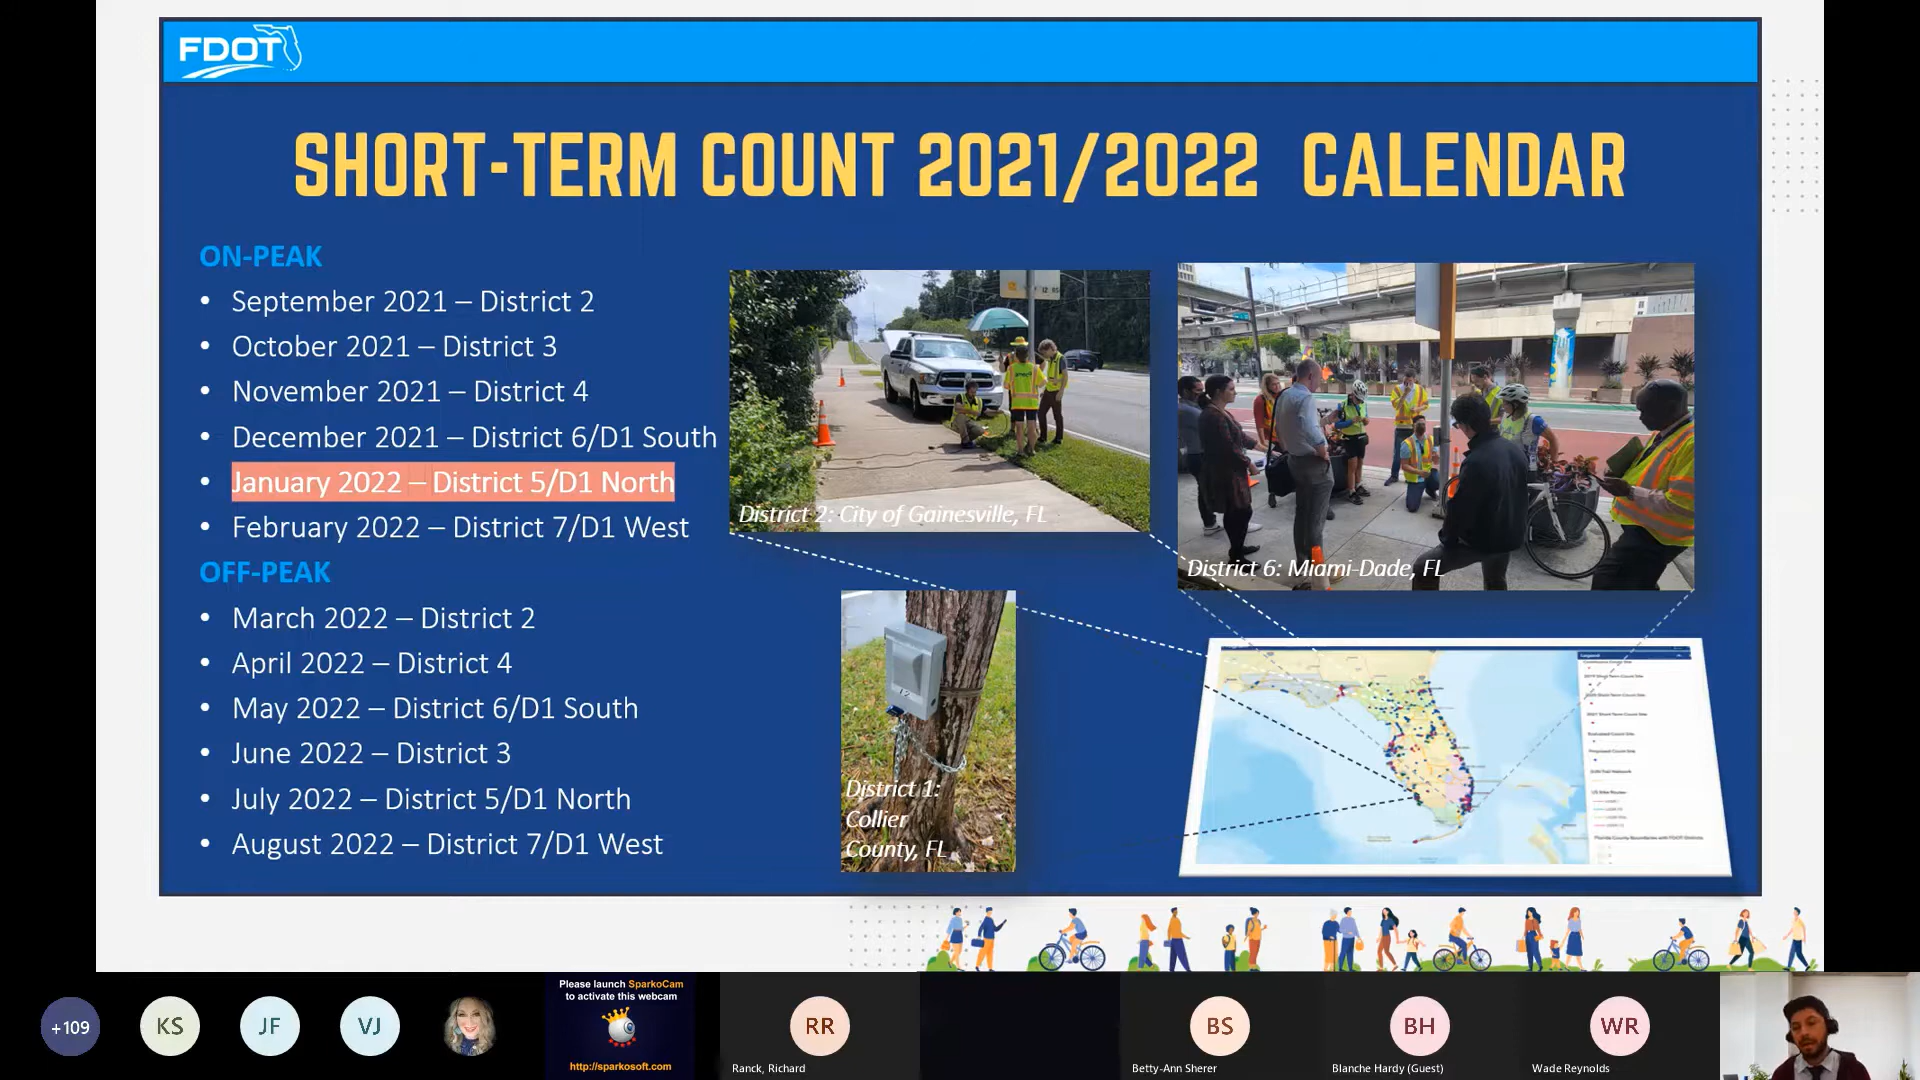 FDOT
SHORT-TERM COUNT 2021/2022 CALENDAR
ON-PEAK
• September 2021 – District 2
• October 2021 – District 3
• November 2021 – District 4
• December 2021 – District 6/D1 South
• January 2022 – District 5/D1 North
• February 2022 – District 7/D1 West
OFF-PEAK
• March 2022 – District 2
• April 2022 – District 4
• May 2022 – District 6/D1 South
• June 2022 – District 3
• July 2022 – District 5/D1 North
• August 2022 – District 7/D1 West
District 2: City of Gainesville, FL
District 6: Miami-Dade, FL
District 1:
Collier
County, FL
+109
KS
JF
VJ
Please launch SparkoCam
to activate this webcam
http://sparkosoft.com
RR
Ranck, Richard
BS
Betty-Ann Sherer
BH
Blanche Hardy (Guest)
WR
Wade Reynolds